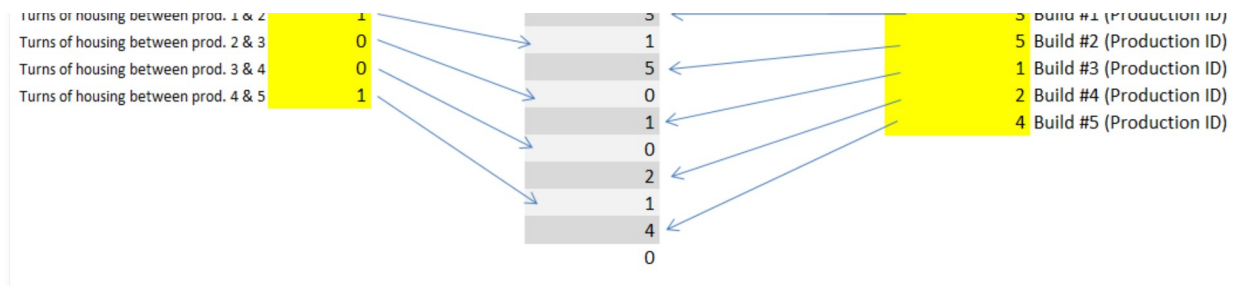 Turns of housing between prod. 1 & 2 1 3 3 Build #1 (Production ID)
Turns of housing between prod. 2 & 3 0 1 5 Build #2 (Production ID)
Turns of housing between prod. 3 & 4 0 5 1 Build #3 (Production ID)
Turns of housing between prod. 4 & 5 1 0 2 Build #4 (Production ID)
1 4 Build #5 (Production ID)
0
2
1
4
0